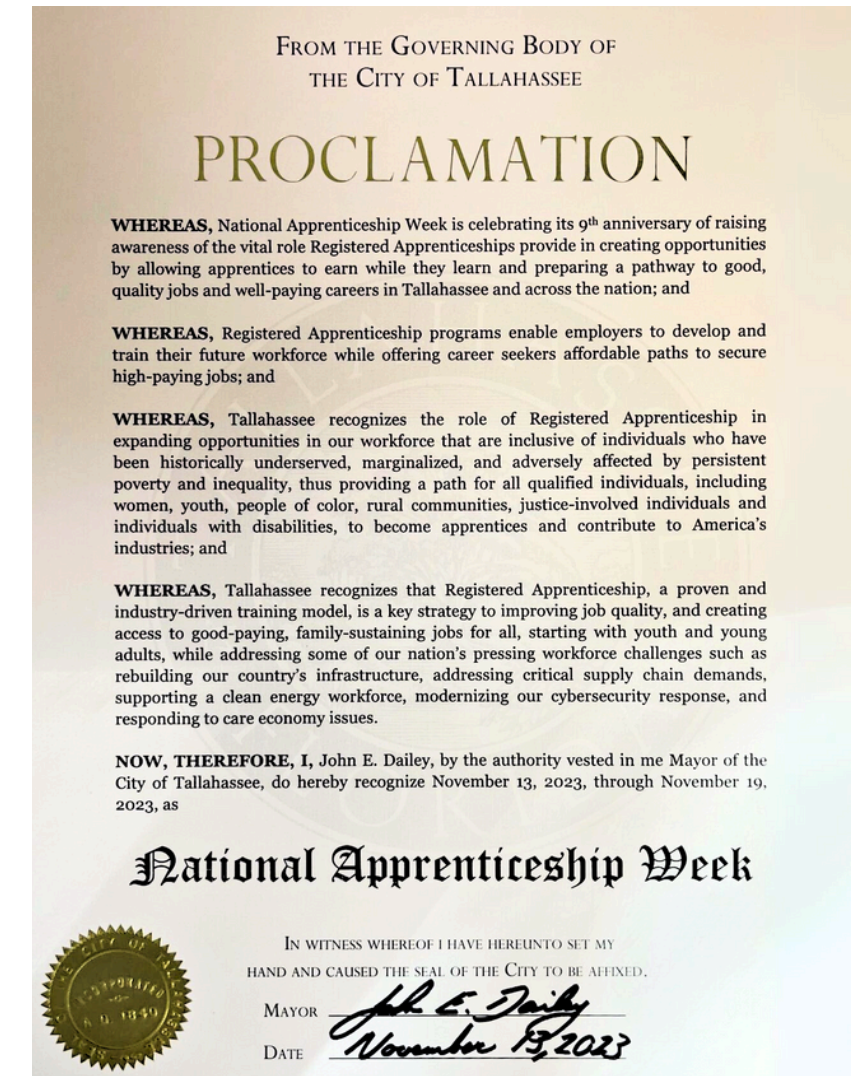 FROM THE GOVERNING BODY OF
THE CITY OF TALLAHASSEE
PROCLAMATION
WHEREAS, National Apprenticeship Week is celebrating its 9th anniversary of raising
awareness of the vital role Registered Apprenticeships provide in creating opportunities
by allowing apprentices to earn while they learn and preparing a pathway to good,
quality jobs and well-paying careers in Tallahassee and across the nation; and
WHEREAS, Registered Apprenticeship programs enable employers to develop and
train their future workforce while offering career seekers affordable paths to secure
high-paying jobs; and
WHEREAS, Tallahassee recognizes the role of Registered Apprenticeship in
expanding opportunities in our workforce that are inclusive of individuals who have
been historically underserved, marginalized, and adversely affected by persistent
poverty and inequality, thus providing a path for all qualified individuals, including
women, youth, people of color, rural communities, justice-involved individuals and
individuals with disabilities, to become apprentices and contribute to America's
industries; and
WHEREAS, Tallahassee recognizes that Registered Apprenticeship, a proven and
industry-driven training model, is a key strategy to improving job quality, and creating
access to good-paying, family-sustaining jobs for all, starting with youth and young
adults, while addressing some of our nation's pressing workforce challenges such as
rebuilding our country's infrastructure, addressing critical supply chain demands,
supporting a clean energy workforce, modernizing our cybersecurity response, and
responding to care economy issues.
NOW, THEREFORE, I, John E. Dailey, by the authority vested in me Mayor of the
City of Tallahassee, do hereby recognize November 13, 2023, through November 19,
2023, as
National Apprenticeship Week
IN WITNESS WHEREOF I HAVE HEREUNTO SET MY
HAND AND CAUSED THE SEAL OF THE CITY TO BE AFFIXED.
MAYOR John E. Dailey
DATE November 13, 2023
CITY OF
INCORPORATED
A.D. 1840